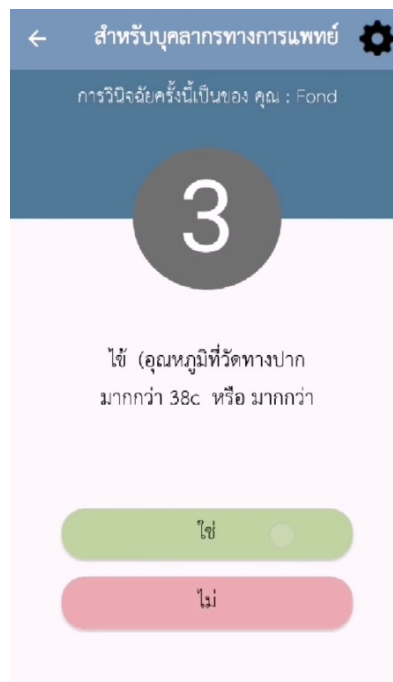 สำหรับบุคลากรทางการแพทย์
การวินิจฉัยครั้งนี้เป็นของ คุณ : Fond
3
ไข้ (อุณหภูมิที่วัดทางปาก
มากกว่า 38c หรือ มากกว่า
ใช่
ไม่